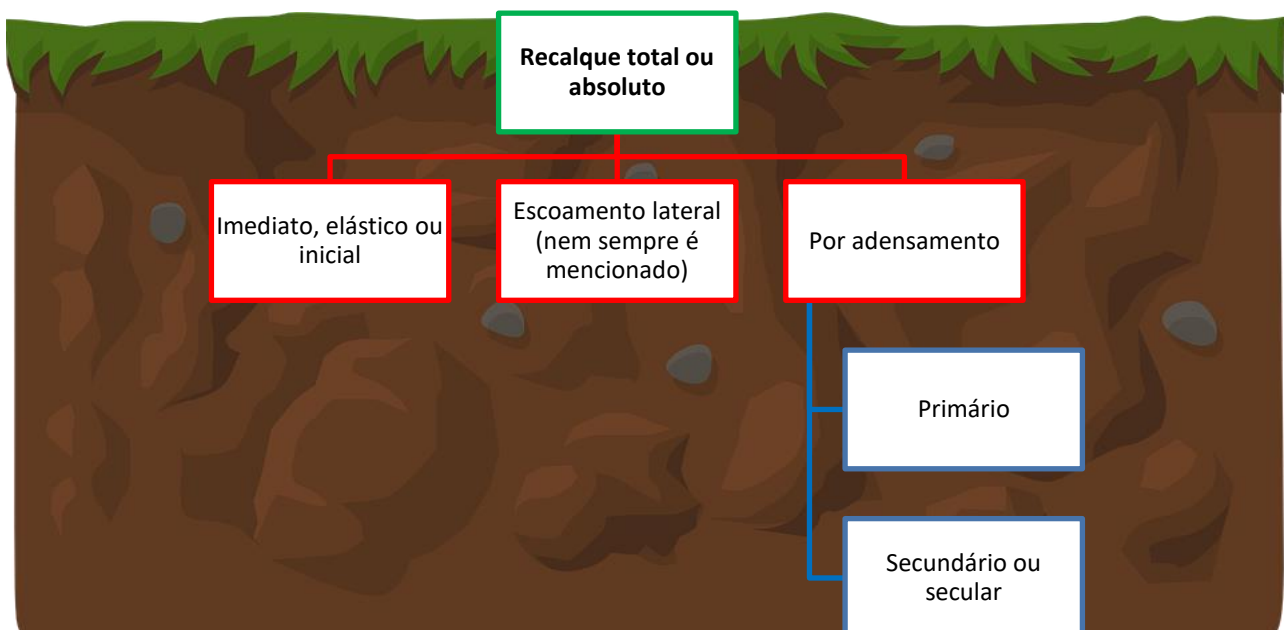 Recalque total ou
absoluto
Imediato, elástico ou
inicial
Escoamento lateral
(nem sempre é
mencionado)
Por adensamento
Primário
Secundário ou
secular